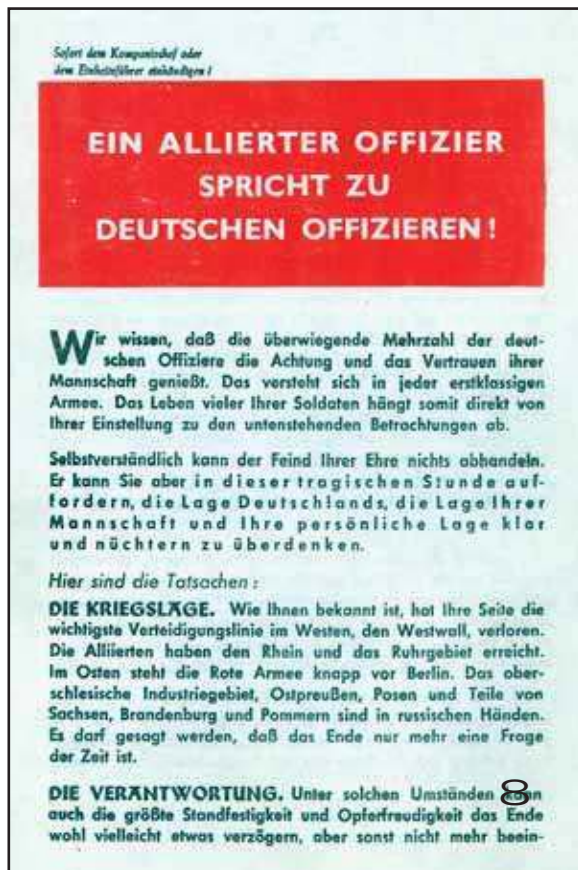 Sofort dem Kompaniechef oder
dem Einheitsführer einhändigen!
EIN ALLIERTER OFFIZIER
SPRICHT ZU
DEUTSCHEN OFFIZIEREN!
Wir wissen, daß die überwiegende Mehrzahl der deut-
schen Offiziere die Achtung und das Vertrauen ihrer
Mannschaft genießt. Das versteht sich in jeder erstklassigen
Armee. Das Leben vieler Ihrer Soldaten hängt somit direkt von
Ihrer Einstellung zu den untenstehenden Betrachtungen ab.
Selbstverständlich kann der Feind Ihrer Ehre nichts abhandeln.
Er kann Sie aber in dieser tragischen Stunde auf-
fordern, die Lage Deutschlands, die Lage Ihrer
Mannschaft und Ihre persönliche Lage klar
und nüchtern zu überdenken.
Hier sind die Tatsachen:
DIE KRIEGSLAGE. Wie Ihnen bekannt ist, hat Ihre Seite die
wichtigste Verteidigungslinie im Westen, den Westwall, verloren.
Die Alliierten haben den Rhein und das Ruhrgebiet erreicht.
Im Osten steht die Rote Armee knapp vor Berlin. Das ober-
schlesische Industriegebiet, Ostpreußen, Posen und Teile von
Sachsen, Brandenburg und Pommern sind in russischen Händen.
Es darf gesagt werden, daß das Ende nur mehr eine Frage
der Zeit ist.
DIE VERANTWORTUNG. Unter solchen Umständen kann
auch die größte Standfestigkeit und Opferfreudigkeit das Ende
wohl vielleicht etwas verzögern, aber sonst nicht mehr beein-
8